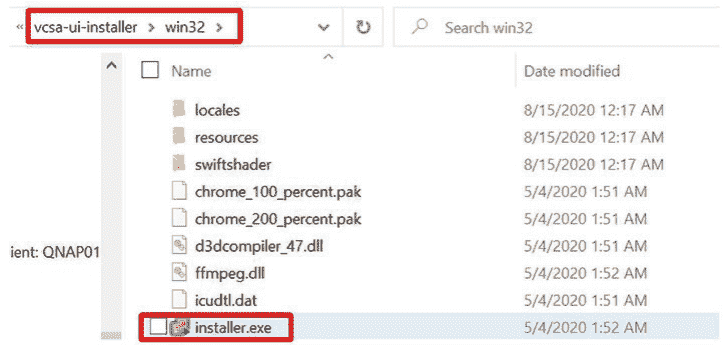 « vcsa-ui-installer > win32 > Search win32
Name Date modified
locales 8/15/2020 12:17 AM
resources 8/15/2020 12:17 AM
swiftshader 8/15/2020 12:17 AM
chrome_100_percent.pak 5/4/2020 1:51 AM
chrome_200_percent.pak 5/4/2020 1:51 AM
d3dcompiler_47.dll 5/4/2020 1:51 AM
ient: QNAP01 ffmpeg.dll 5/4/2020 1:52 AM
icudtl.dat 5/4/2020 1:51 AM
installer.exe 5/4/2020 1:52 AM